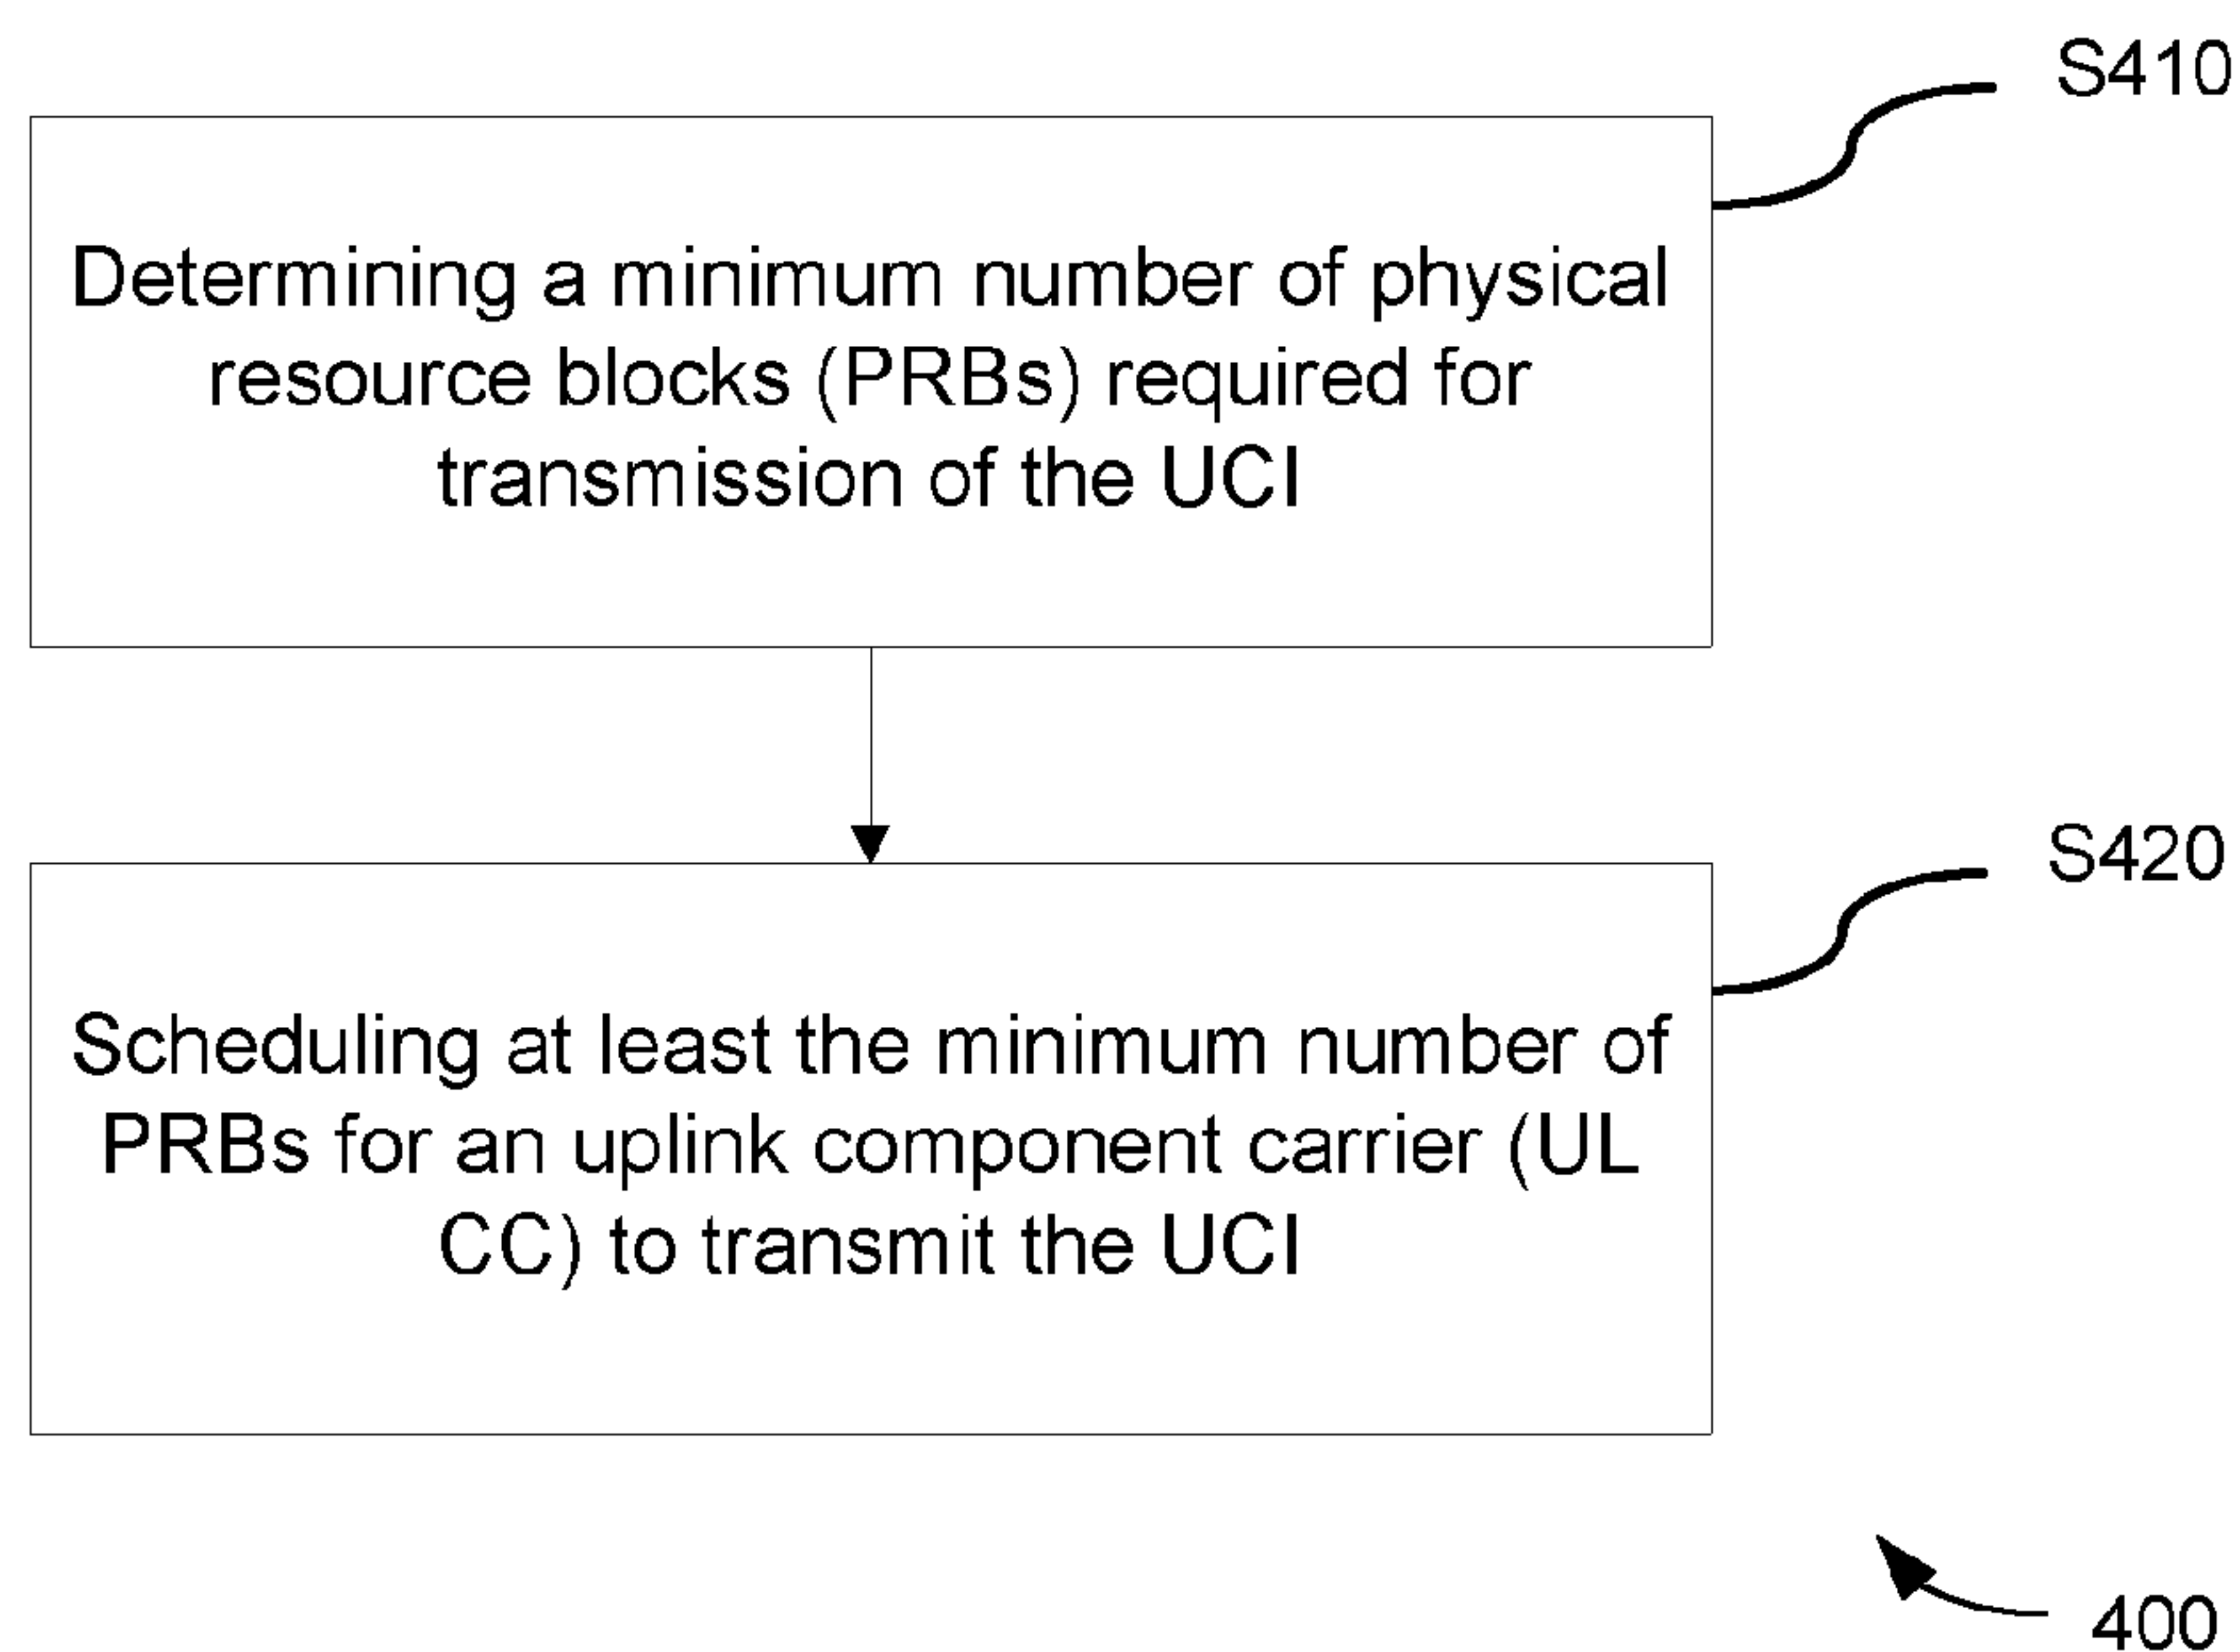 S410
Determining a minimum number of physical
resource blocks (PRBs) required for
transmission of the UCI
S420
Scheduling at least the minimum number of
PRBs for an uplink component carrier (UL
CC) to transmit the UCI
400